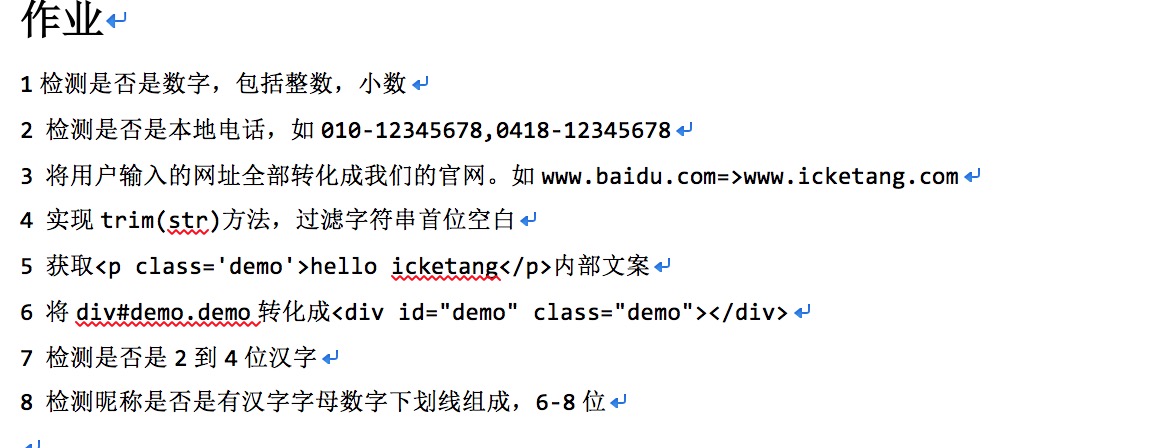 作业
1 检测是否是数字，包括整数，小数
2 检测是否是本地电话，如 010-12345678,0418-12345678
3 将用户输入的网址全部转化成我们的官网。如 www.baidu.com=>www.icketang.com
4 实现 trim(str)方法，过滤字符串首位空白
5 获取<p class='demo'>hello icketang</p>内部文案
6 将 div#demo.demo 转化成<div id="demo" class="demo"></div>
7 检测是否是 2 到 4 位汉字
8 检测昵称是否是有汉字字母数字下划线组成，6-8 位